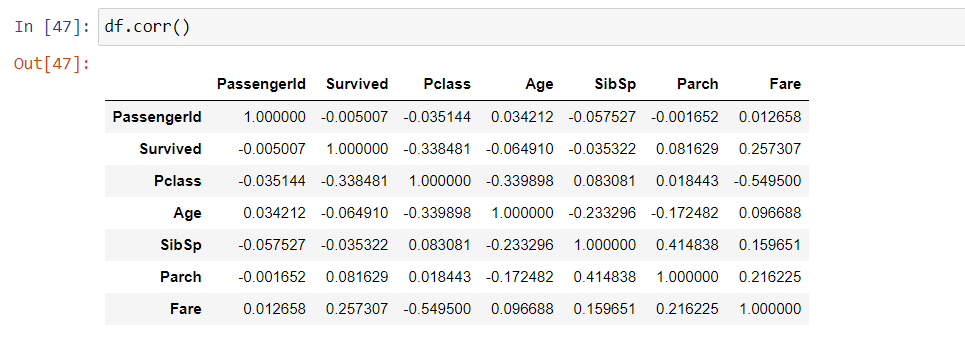 In [47]: df.corr()
Out[47]:
PassengerId Survived Pclass Age SibSp Parch Fare
PassengerId 1.000000 -0.005007 -0.035144 0.034212 -0.057527 -0.001652 0.012658
Survived -0.005007 1.000000 -0.338481 -0.064910 -0.035322 0.081629 0.257307
Pclass -0.035144 -0.338481 1.000000 -0.339898 0.083081 0.018443 -0.549500
Age 0.034212 -0.064910 -0.339898 1.000000 -0.233296 -0.172482 0.096688
SibSp -0.057527 -0.035322 0.083081 -0.233296 1.000000 0.414838 0.159651
Parch -0.001652 0.081629 0.018443 -0.172482 0.414838 1.000000 0.216225
Fare 0.012658 0.257307 -0.549500 0.096688 0.159651 0.216225 1.000000